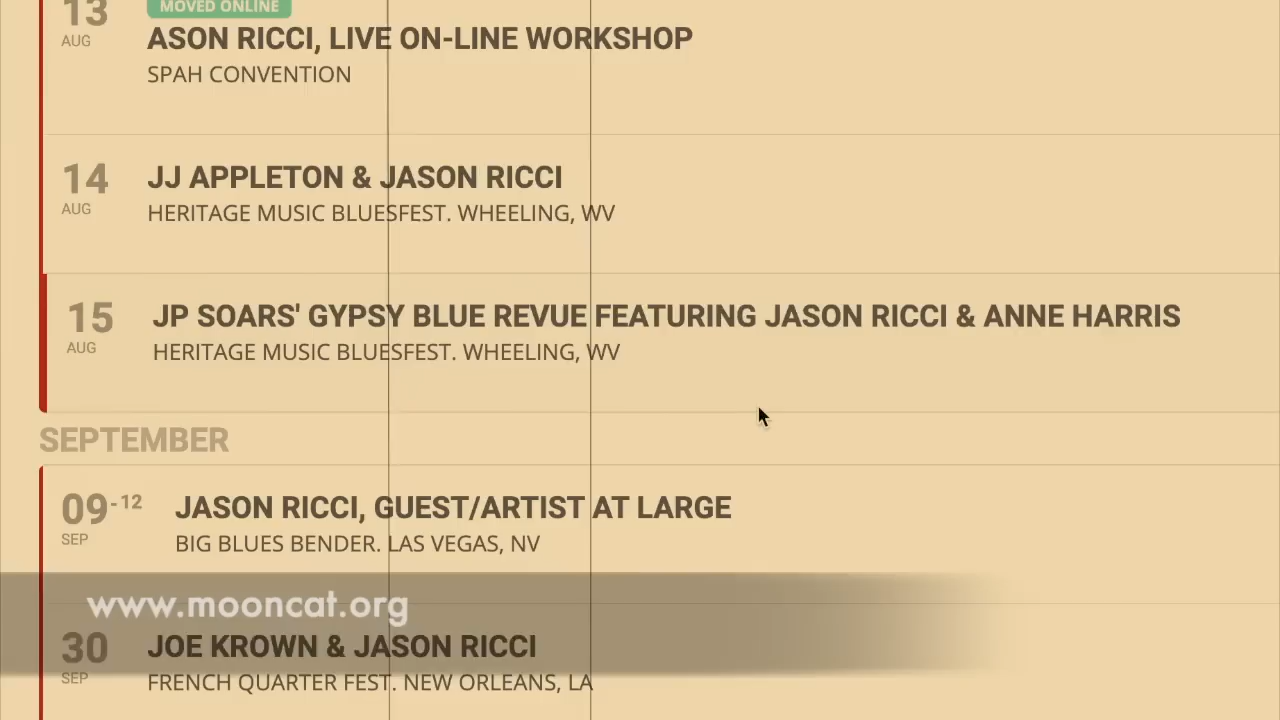 13
AUG
MOVED ONLINE
ASON RICCI, LIVE ON-LINE WORKSHOP
SPAH CONVENTION
14
AUG
JJ APPLETON & JASON RICCI
HERITAGE MUSIC BLUESFEST. WHEELING, WV
15
AUG
JP SOARS' GYPSY BLUE REVUE FEATURING JASON RICCI & ANNE HARRIS
HERITAGE MUSIC BLUESFEST. WHEELING, WV
SEPTEMBER
09-12
SEP
JASON RICCI, GUEST/ARTIST AT LARGE
BIG BLUES BENDER. LAS VEGAS, NV
www.mooncat.org
30
SEP
JOE KROWN & JASON RICCI
FRENCH QUARTER FEST. NEW ORLEANS, LA